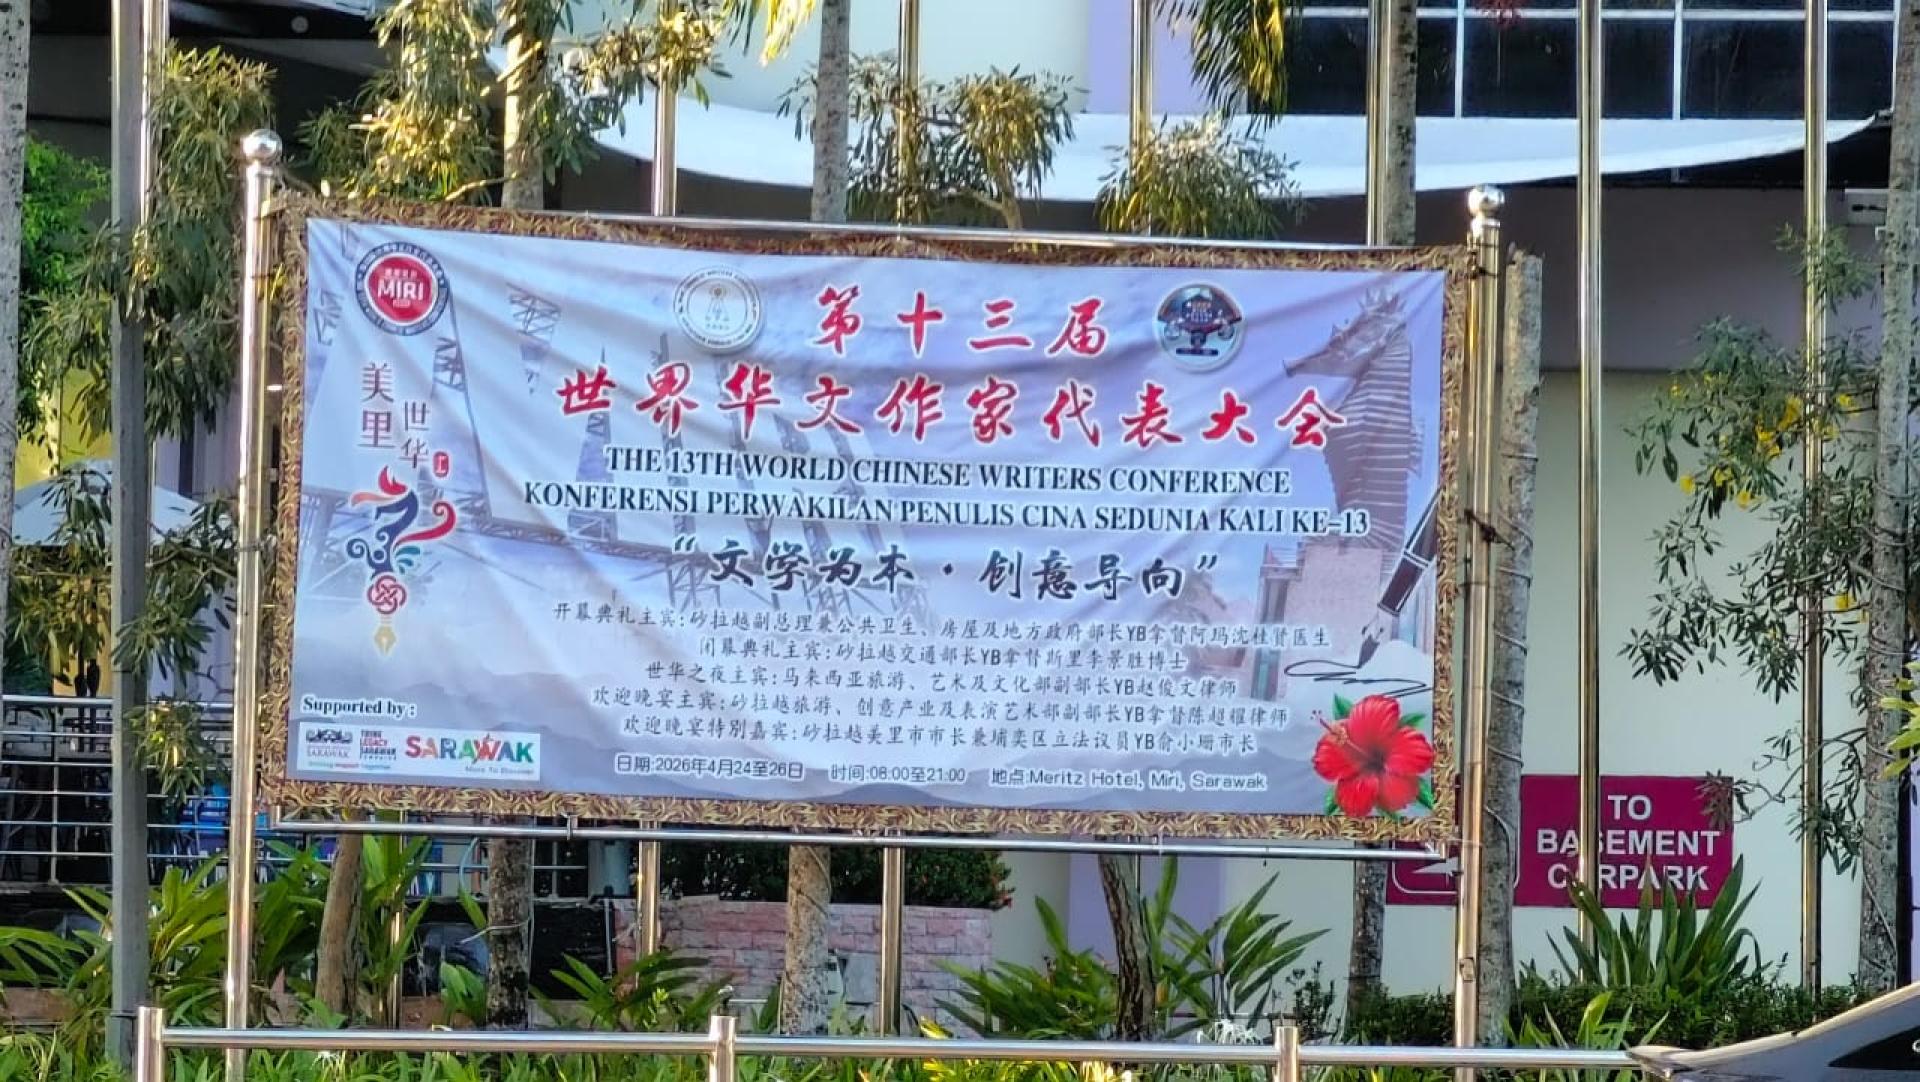 MIRI
第十三届
世界华文作家代表大会
美里
世华
THE 13TH WORLD CHINESE WRITERS CONFERENCE
KONFERENSI PERWAKILAN PENULIS CINA SEDUNIA KALI KE-13
“文学为本·创意导向”
开幕典礼主宾:砂拉越副总理兼公共卫生、房屋及地方政府部长YB拿督阿玛沈桂贤医生
闭幕典礼主宾:砂拉越交通部长YB拿督斯里李景胜博士
世华之夜主宾:马来西亚旅游、艺术及文化部副部长YB赵俊文律师
欢迎晚宴主宾:砂拉越旅游、创意产业及表演艺术部副部长YB拿督陈超耀律师
欢迎晚宴特别嘉宾:砂拉越美里市市长兼埔奕区立法议员YB俞小珊市长
日期:2026年4月24至26日 时间:08:00至21:00 地点:Meritz Hotel, Miri, Sarawak
Supported by :
SARAWAK
SARAWAK
More To Discover
TO
BASEMENT
CARPARK